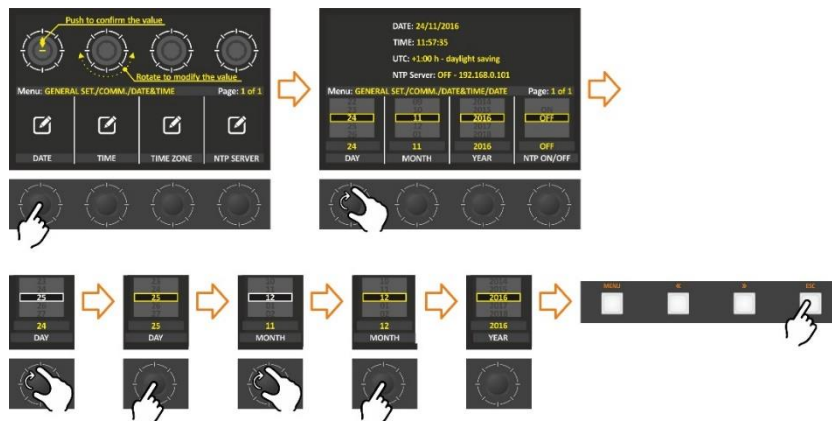 Push to confirm the value
Rotate to modify the value
Menu: GENERAL SET./COMM./DATE&TIME Page: 1 of 1
DATE TIME TIME ZONE NTP SERVER
DATE: 24/11/2016
TIME: 11:57:35
UTC: +1:00 h - daylight saving
NTP Server: OFF - 192.168.0.101
Menu: GENERAL SET./COMM./DATE&TIME/DATE Page: 1 of 1
24 11 2016 OFF
24 11 2016 OFF
DAY MONTH YEAR NTP ON/OFF
25 25 12 12 2016
24 25 11 12 2016
DAY DAY MONTH MONTH YEAR
MENU < > ESC